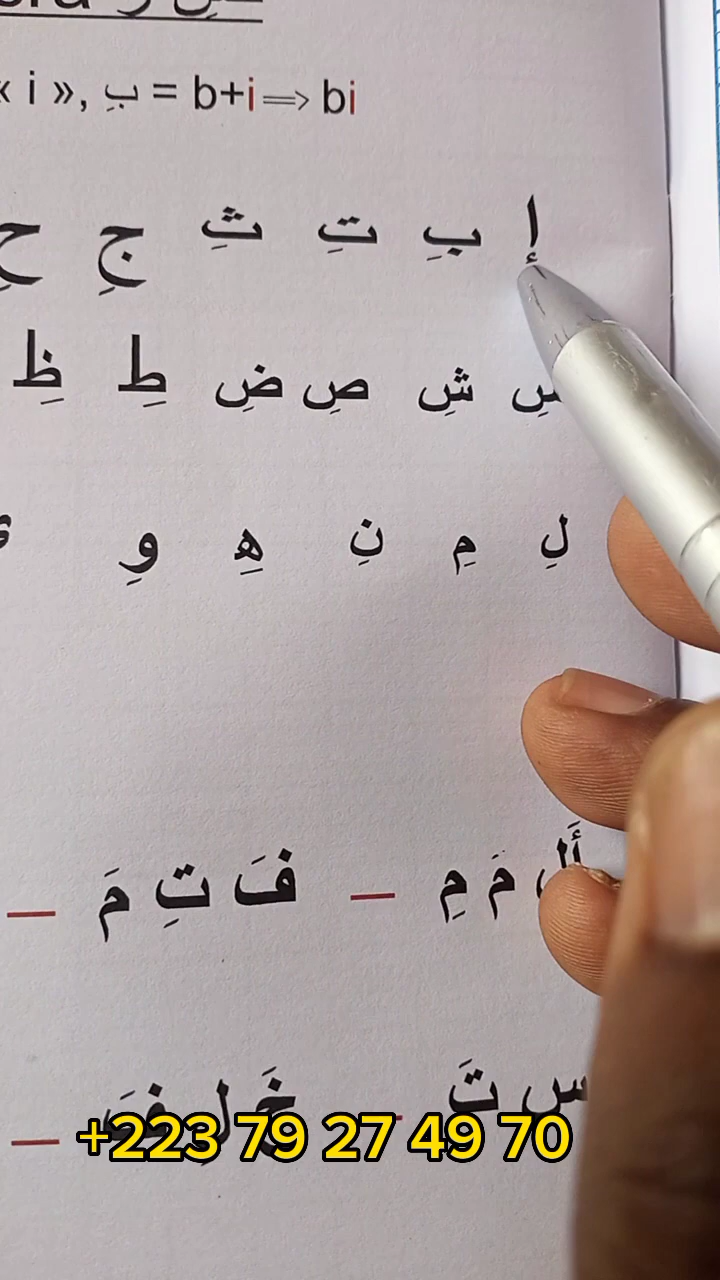 « i », بِ = b+i ⟹ bi
إ بِ تِ ثِ جِ حِ
سِ شِ صِ ضِ طِ ظِ
لِ مِ نِ هِ وِ
مَ مِ – فَ تِ مَ –
تَ - خَ لِ فَ –
+223 79 27 49 70